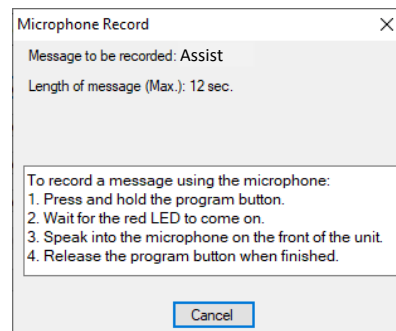 Microphone Record
Message to be recorded: Assist
Length of message (Max.): 12 sec.
To record a message using the microphone:
1. Press and hold the program button.
2. Wait for the red LED to come on.
3. Speak into the microphone on the front of the unit.
4. Release the program button when finished.
Cancel